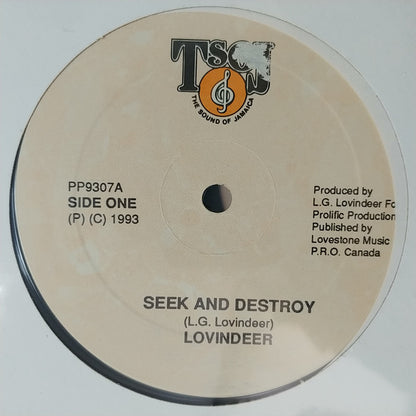 TSOJ
THE SOUND OF JAMAICA
PP9307A
SIDE ONE
(P) (C) 1993
Produced by
L.G. Lovindeer Fo
Prolific Production
Published by
Lovestone Music
P.R.O. Canada
SEEK AND DESTROY
(L.G. Lovindeer)
LOVINDEER